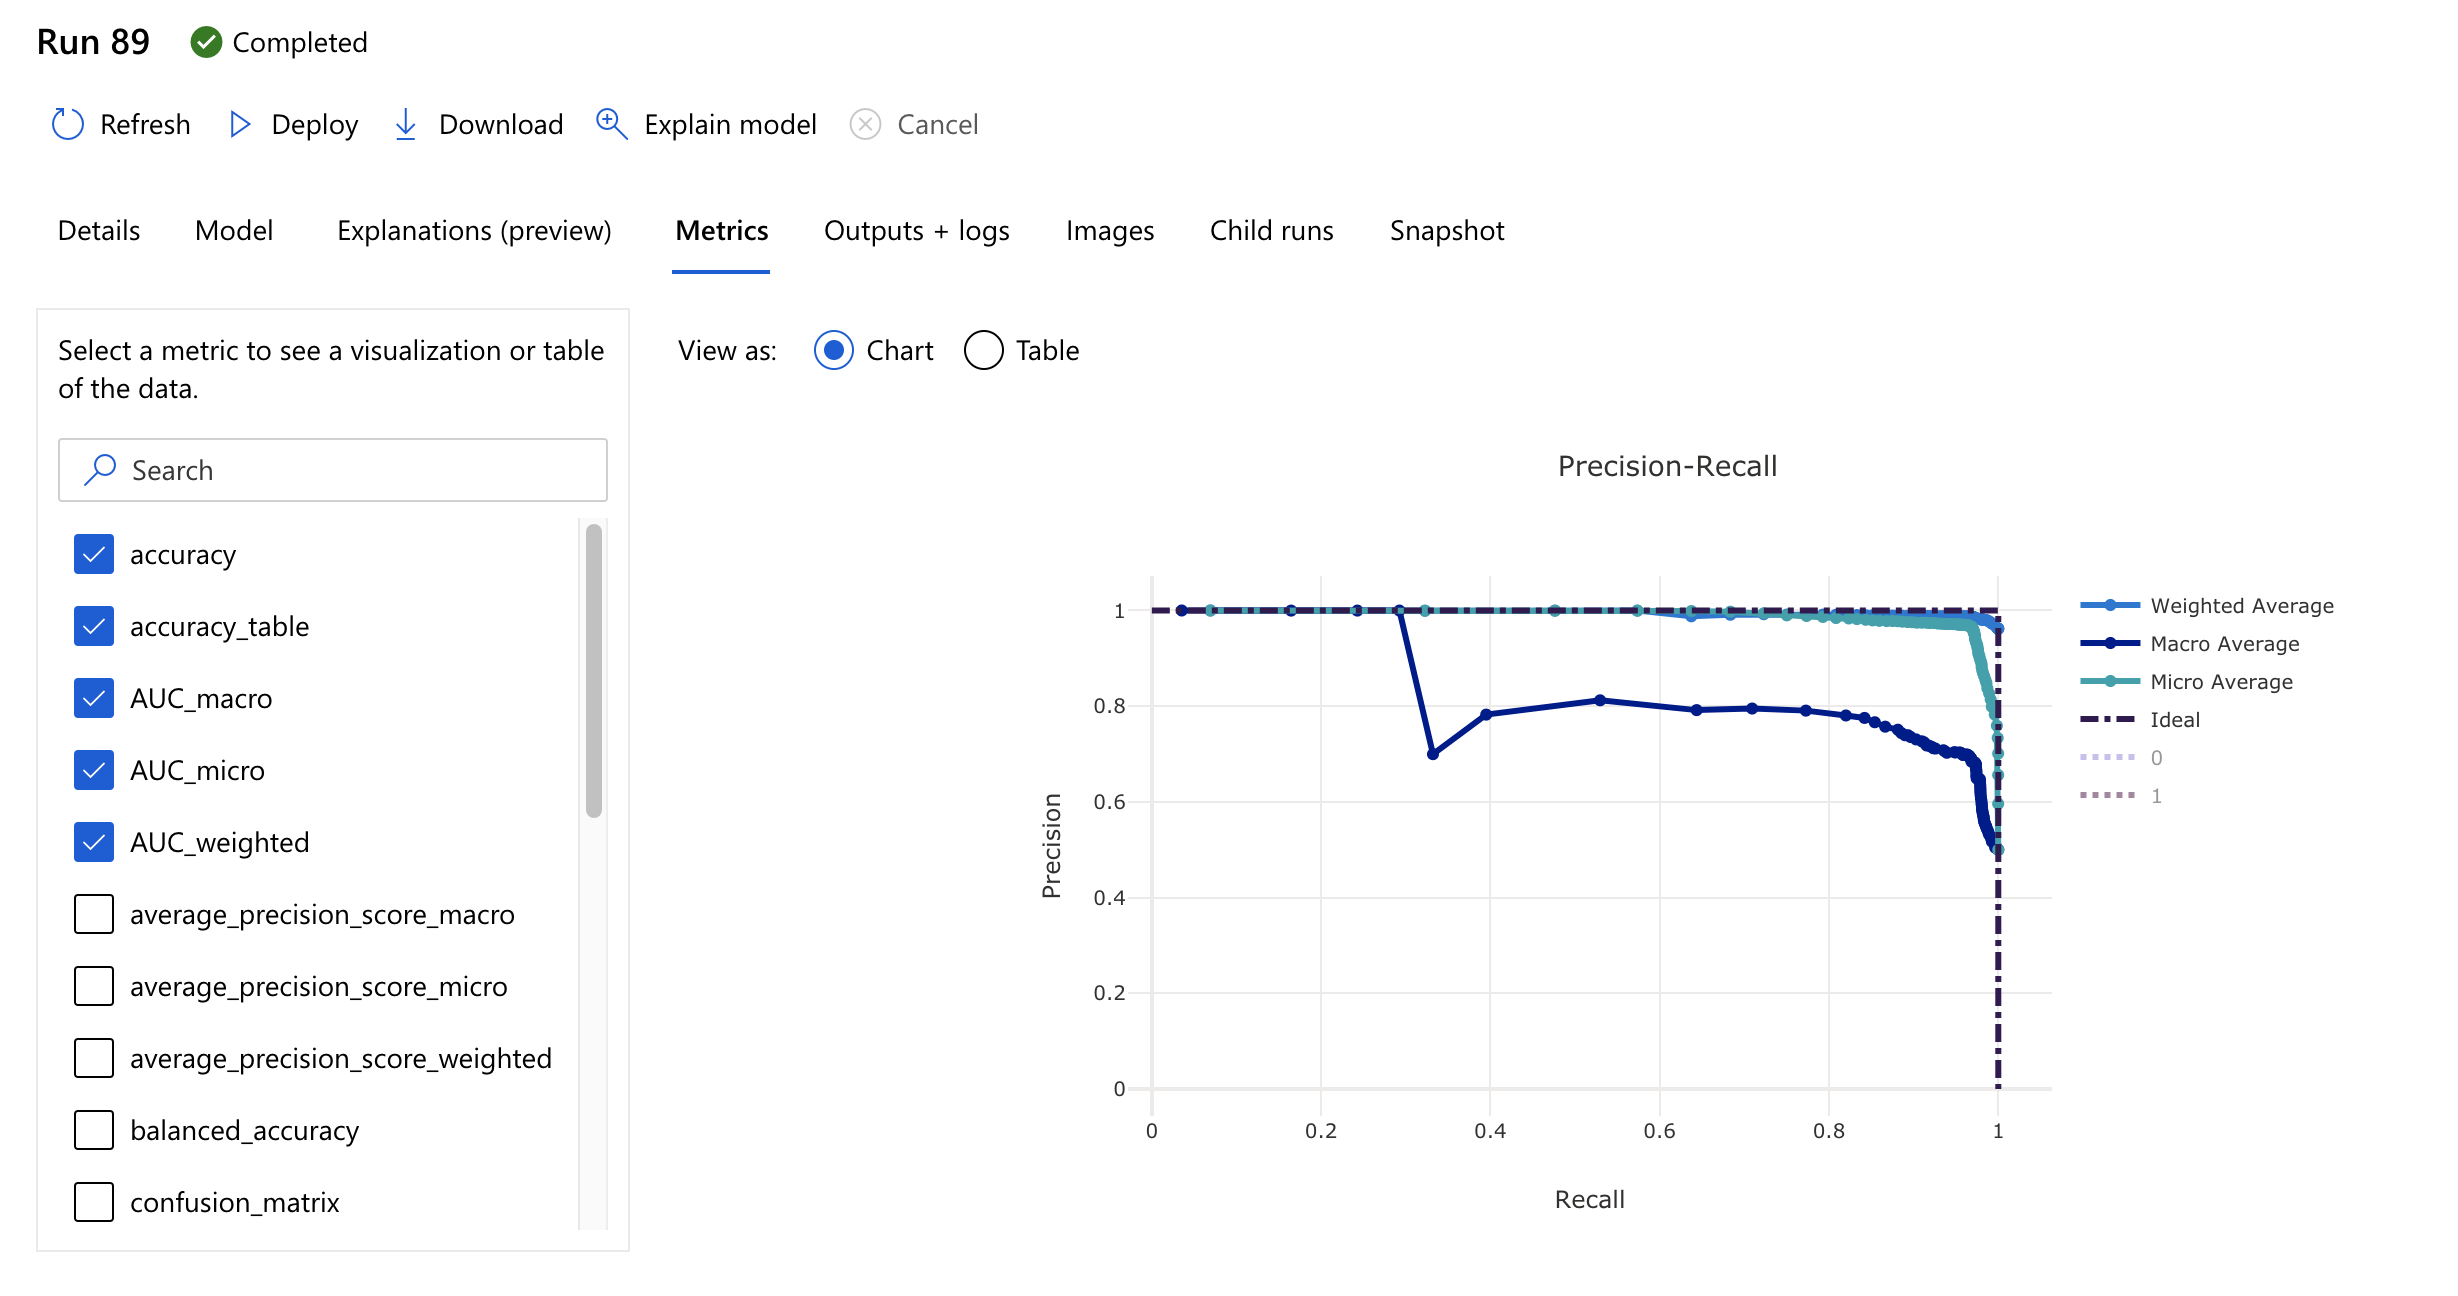 Run 89 Completed
Refresh Deploy Download Explain model Cancel
Details Model Explanations (preview) Metrics Outputs + logs Images Child runs Snapshot
Select a metric to see a visualization or table
of the data.
Search
accuracy
accuracy_table
AUC_macro
AUC_micro
AUC_weighted
average_precision_score_macro
average_precision_score_micro
average_precision_score_weighted
balanced_accuracy
confusion_matrix
View as: Chart Table
Precision-Recall
1
0.8
0.6
0.4
0.2
0
Precision
0 0.2 0.4 0.6 0.8 1
Recall
Weighted Average
Macro Average
Micro Average
Ideal
0
1